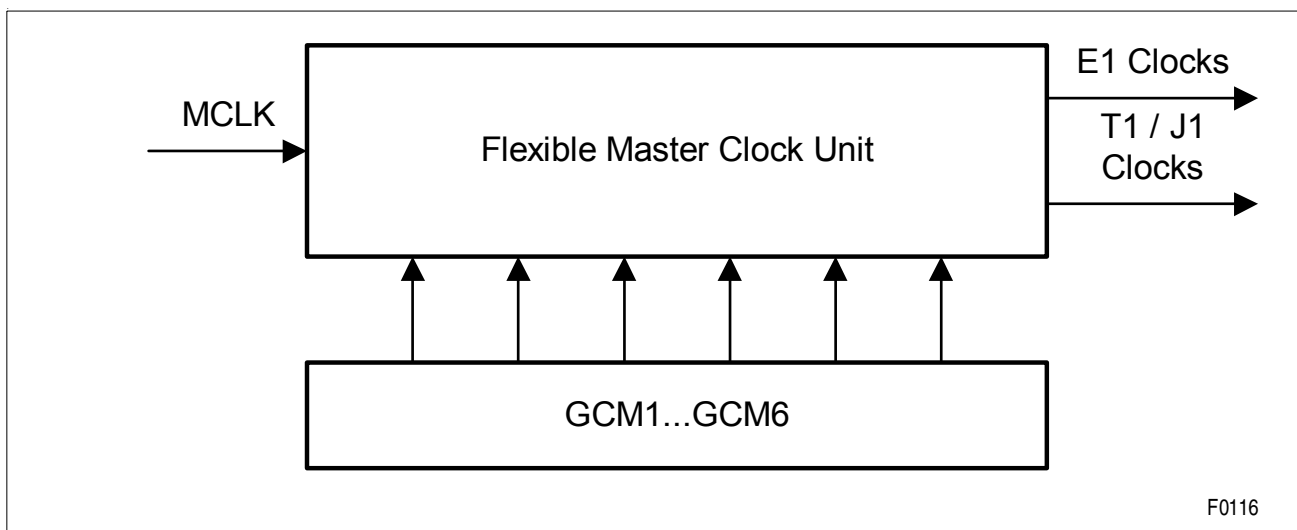 E1 Clocks
MCLK
T1 / J1
Clocks
Flexible Master Clock Unit
GCM1...GCM6
F0116